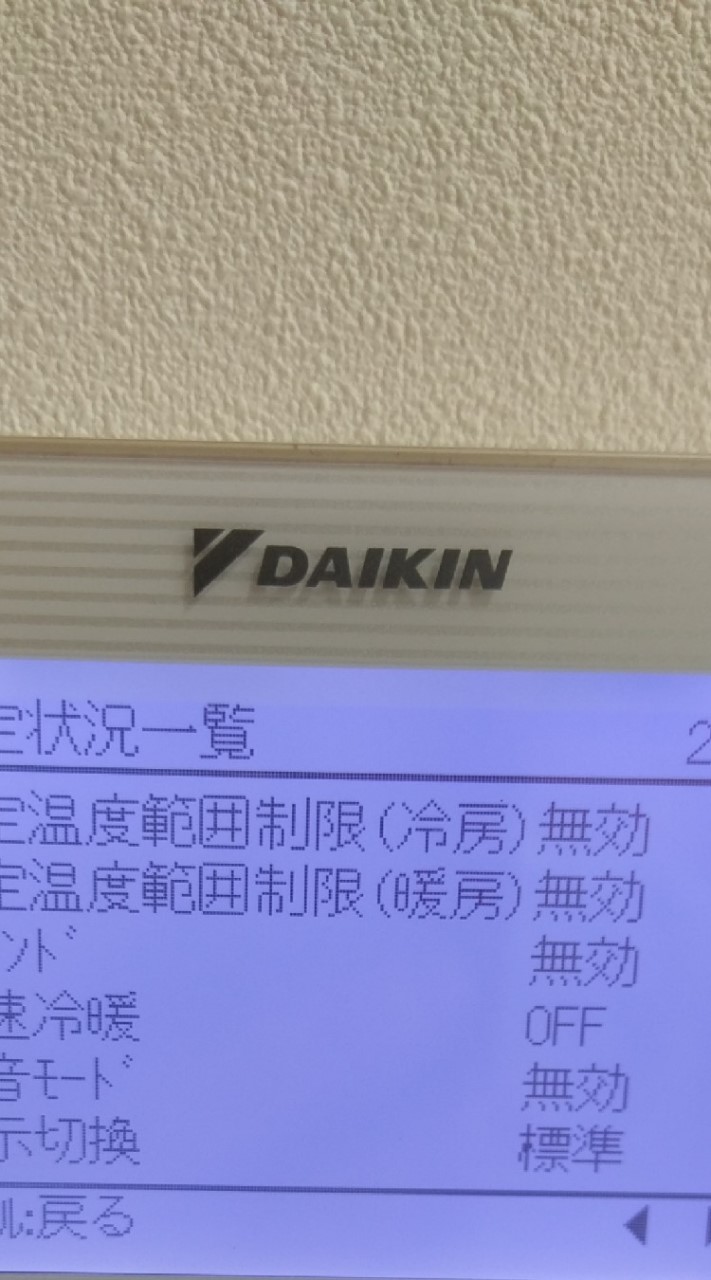 DAIKIN
定状況一覧 2
定温度範囲制限(冷房) 無効
定温度範囲制限(暖房) 無効
ンド 無効
速冷暖 OFF
音モード 無効
示切換 標準
ル:戻る ◀